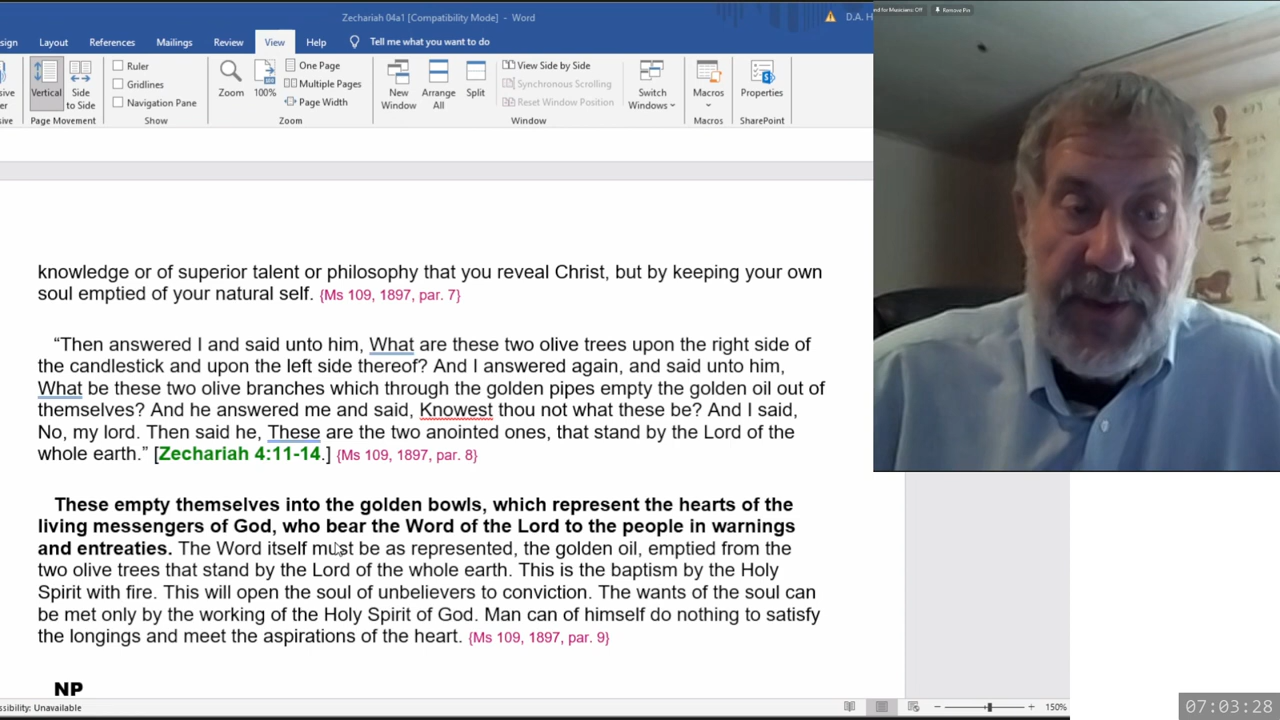 Zechariah 04a1 [Compatibility Mode] - Word
D.A. H
nd for Musicians: Off
Remove Pin
sign Layout References Mailings Review View Help Tell me what you want to do
sive
er
Vertical
Side
to Side
Page Movement
Ruler
Gridlines
Navigation Pane
Show
Zoom
100%
One Page
Multiple Pages
Page Width
Zoom
New
Window
Arrange
All
Split
View Side by Side
Synchronous Scrolling
Reset Window Position
Switch
Windows
Window
Macros
Macros
Properties
SharePoint
sive
knowledge or of superior talent or philosophy that you reveal Christ, but by keeping your own
soul emptied of your natural self. {Ms 109, 1897, par. 7}
“Then answered I and said unto him, What are these two olive trees upon the right side of
the candlestick and upon the left side thereof? And I answered again, and said unto him,
What be these two olive branches which through the golden pipes empty the golden oil out of
themselves? And he answered me and said, Knowest thou not what these be? And I said,
No, my lord. Then said he, These are the two anointed ones, that stand by the Lord of the
whole earth.” [Zechariah 4:11-14.] {Ms 109, 1897, par. 8}
These empty themselves into the golden bowls, which represent the hearts of the
living messengers of God, who bear the Word of the Lord to the people in warnings
and entreaties. The Word itself must be as represented, the golden oil, emptied from the
two olive trees that stand by the Lord of the whole earth. This is the baptism by the Holy
Spirit with fire. This will open the soul of unbelievers to conviction. The wants of the soul can
be met only by the working of the Holy Spirit of God. Man can of himself do nothing to satisfy
the longings and meet the aspirations of the heart. {Ms 109, 1897, par. 9}
NP
ssibility: Unavailable
150%
07:03:28